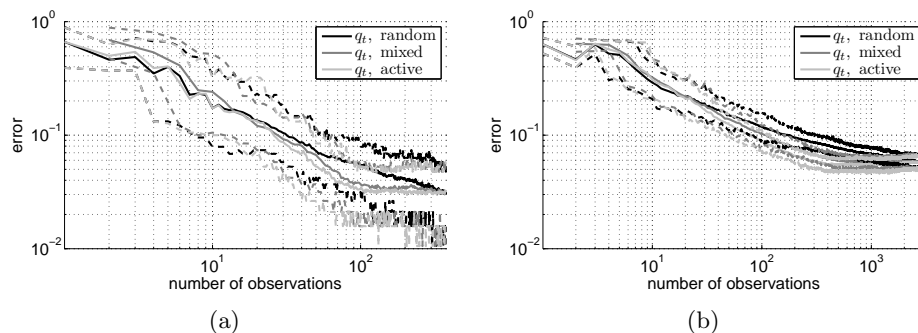 10^0
10^-1
10^-2
error
10^1
10^2
number of observations
q_t, random
q_t, mixed
q_t, active
(a)
10^0
10^-1
10^-2
error
10^1
10^2
10^3
number of observations
q_t, random
q_t, mixed
q_t, active
(b)